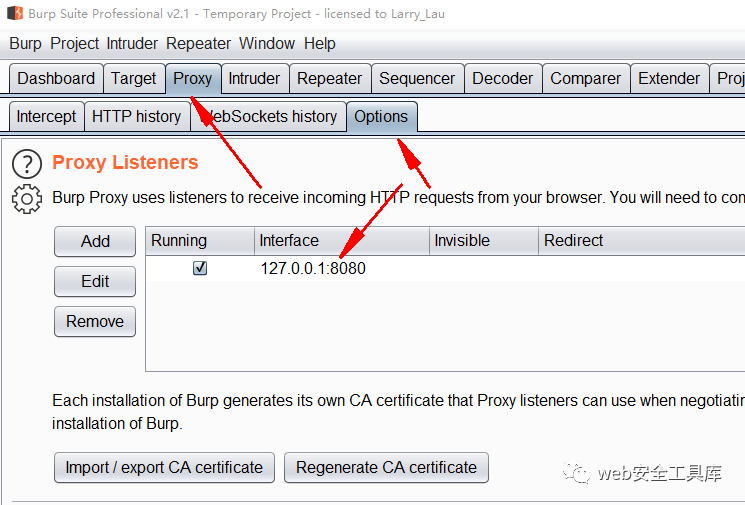 Burp Suite Professional v2.1 - Temporary Project - licensed to Larry_Lau
Burp Project Intruder Repeater Window Help
Dashboard Target Proxy Intruder Repeater Sequencer Decoder Comparer Extender
Intercept HTTP history history Options
? Proxy Listeners
Burp Proxy uses listeners to receive incoming HTTP requests from your browser. You will need to
Add Running Interface Invisible Redirect
127.0.0.1:8080
Edit
Remove
Each installation of Burp generates its own CA certificate that Proxy listeners can use when
installation of Burp.
Import / export CA certificate Regenerate CA certificate
web安全工具库